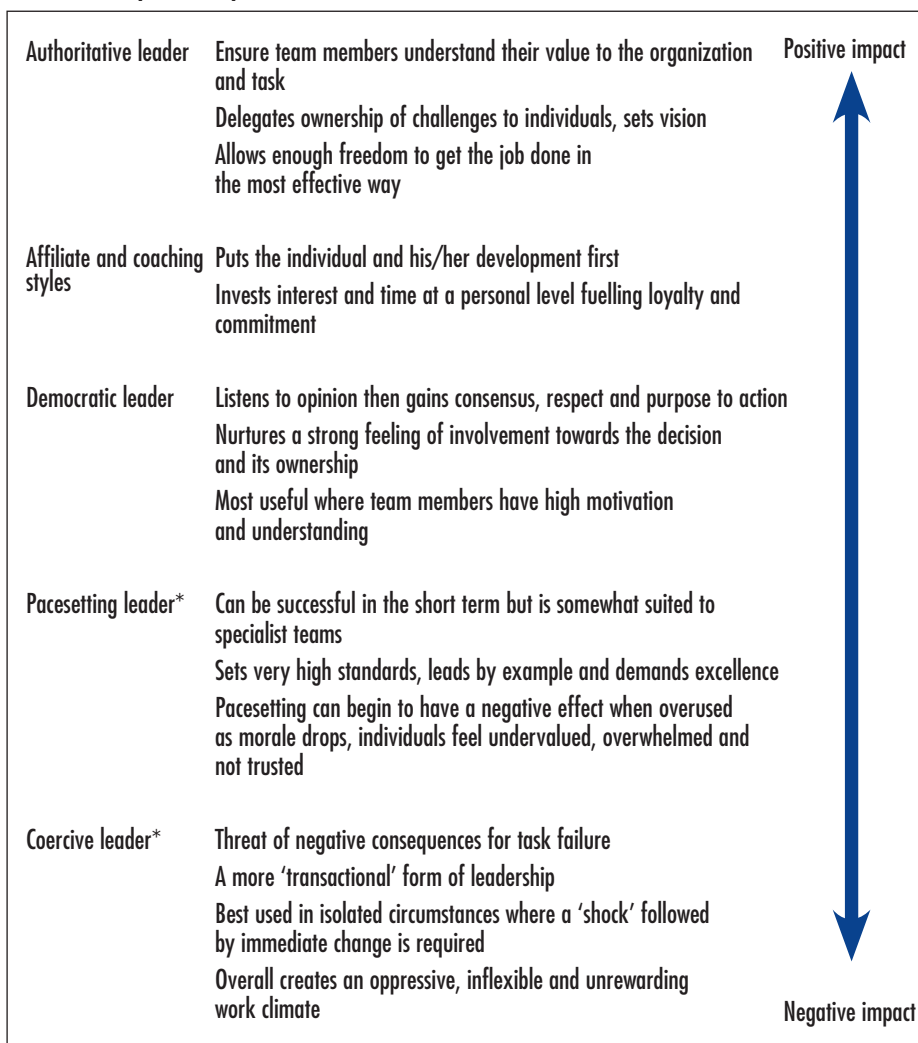 Authoritative leader
Ensure team members understand their value to the organization
and task
Delegates ownership of challenges to individuals, sets vision
Allows enough freedom to get the job done in
the most effective way
Positive impact
Affiliate and coaching
styles
Puts the individual and his/her development first
Invests interest and time at a personal level fuelling loyalty and
commitment
Democratic leader
Listens to opinion then gains consensus, respect and purpose to action
Nurtures a strong feeling of involvement towards the decision
and its ownership
Most useful where team members have high motivation
and understanding
Pacesetting leader*
Can be successful in the short term but is somewhat suited to
specialist teams
Sets very high standards, leads by example and demands excellence
Pacesetting can begin to have a negative effect when overused
as morale drops, individuals feel undervalued, overwhelmed and
not trusted
Coercive leader*
Threat of negative consequences for task failure
A more ‘transactional’ form of leadership
Best used in isolated circumstances where a ‘shock’ followed
by immediate change is required
Overall creates an oppressive, inflexible and unrewarding
work climate
Negative impact